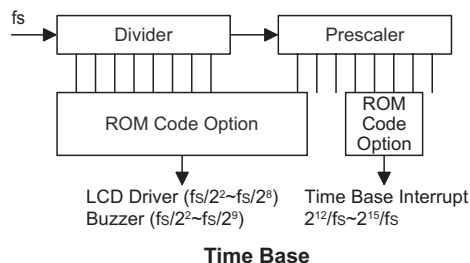 fs
Divider
Prescaler
ROM Code Option
ROM
Code
Option
LCD Driver (fs/2²~fs/2⁸)
Buzzer (fs/2²~fs/2⁹)
Time Base Interrupt
2¹²/fs~2¹⁵/fs
Time Base